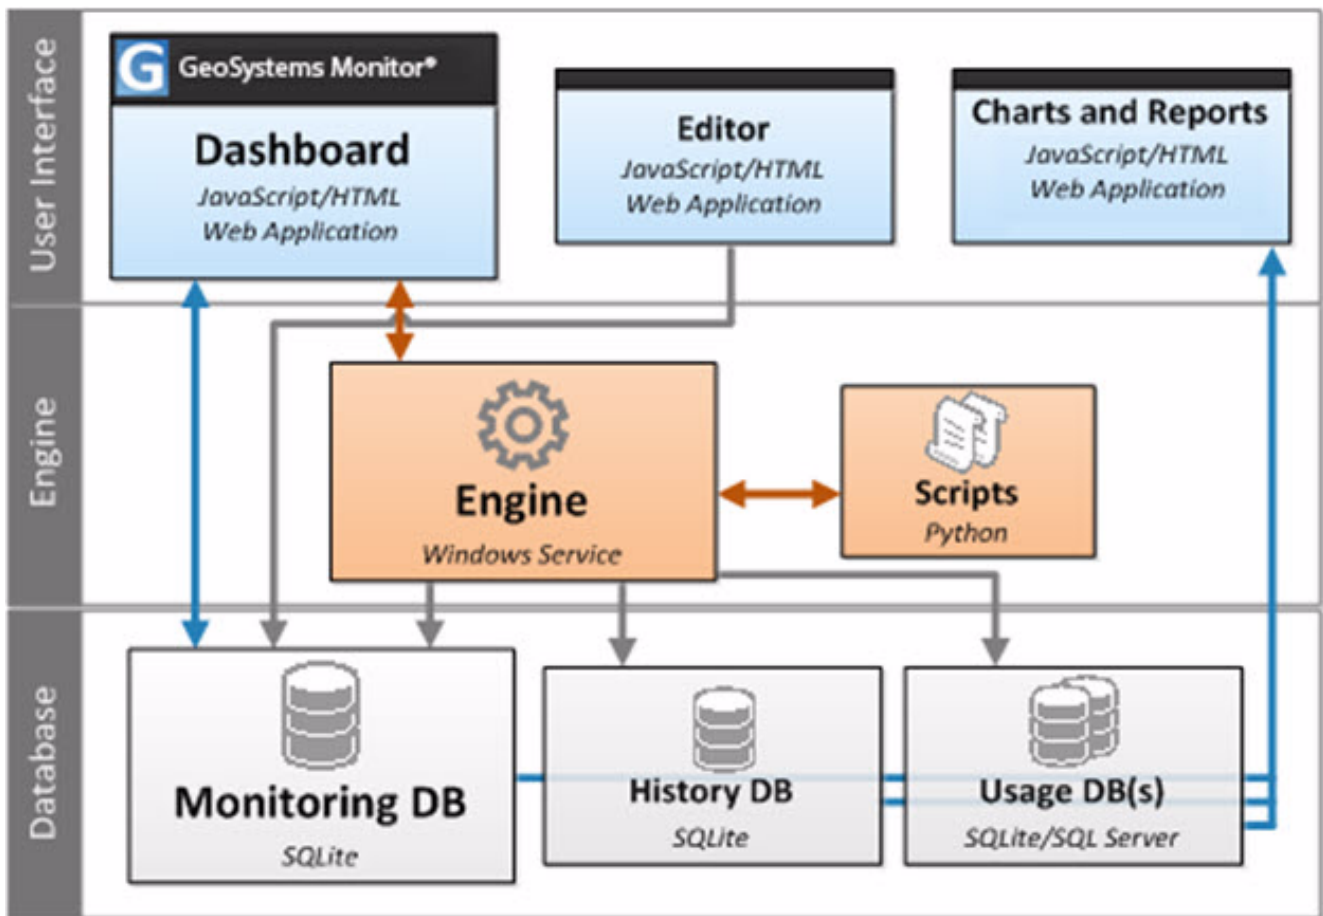 User Interface
G GeoSystems Monitor®
Dashboard
JavaScript/HTML
Web Application
Editor
JavaScript/HTML
Web Application
Charts and Reports
JavaScript/HTML
Web Application
Engine
Engine
Windows Service
Scripts
Python
Database
Monitoring DB
SQLite
History DB
SQLite
Usage DB(s)
SQLite/SQL Server